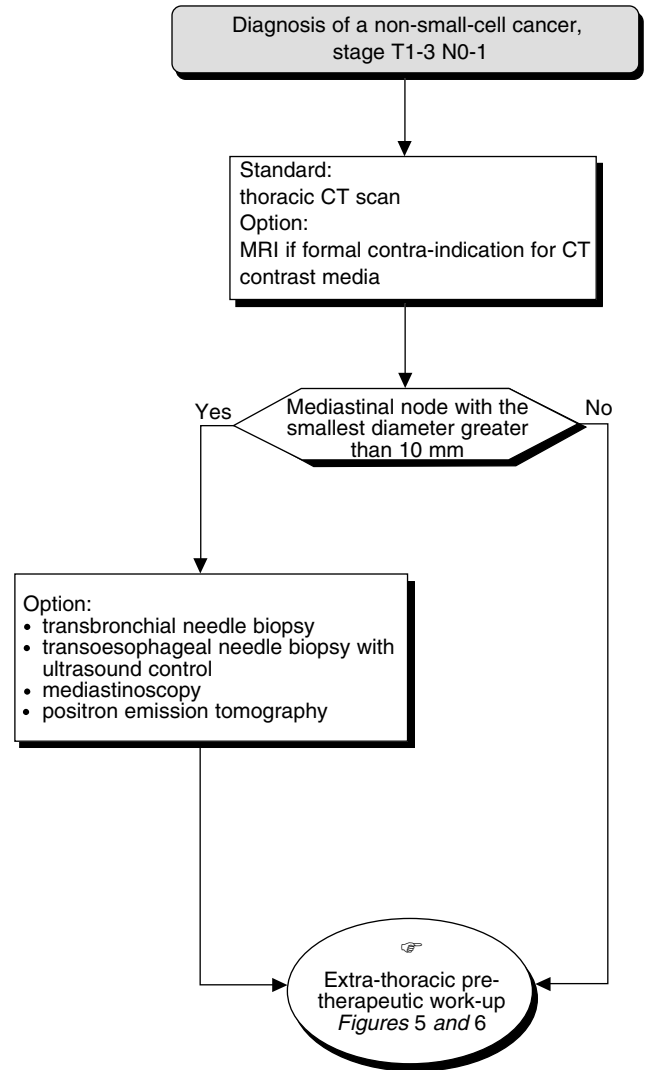 Diagnosis of a non-small-cell cancer,
stage T1-3 N0-1
Standard:
thoracic CT scan
Option:
MRI if formal contra-indication for CT
contrast media
Yes
Mediastinal node with the
smallest diameter greater
than 10 mm
No
Option:
• transbronchial needle biopsy
• transoesophageal needle biopsy with
ultrasound control
• mediastinoscopy
• positron emission tomography
☞
Extra-thoracic pre-
therapeutic work-up
Figures 5 and 6